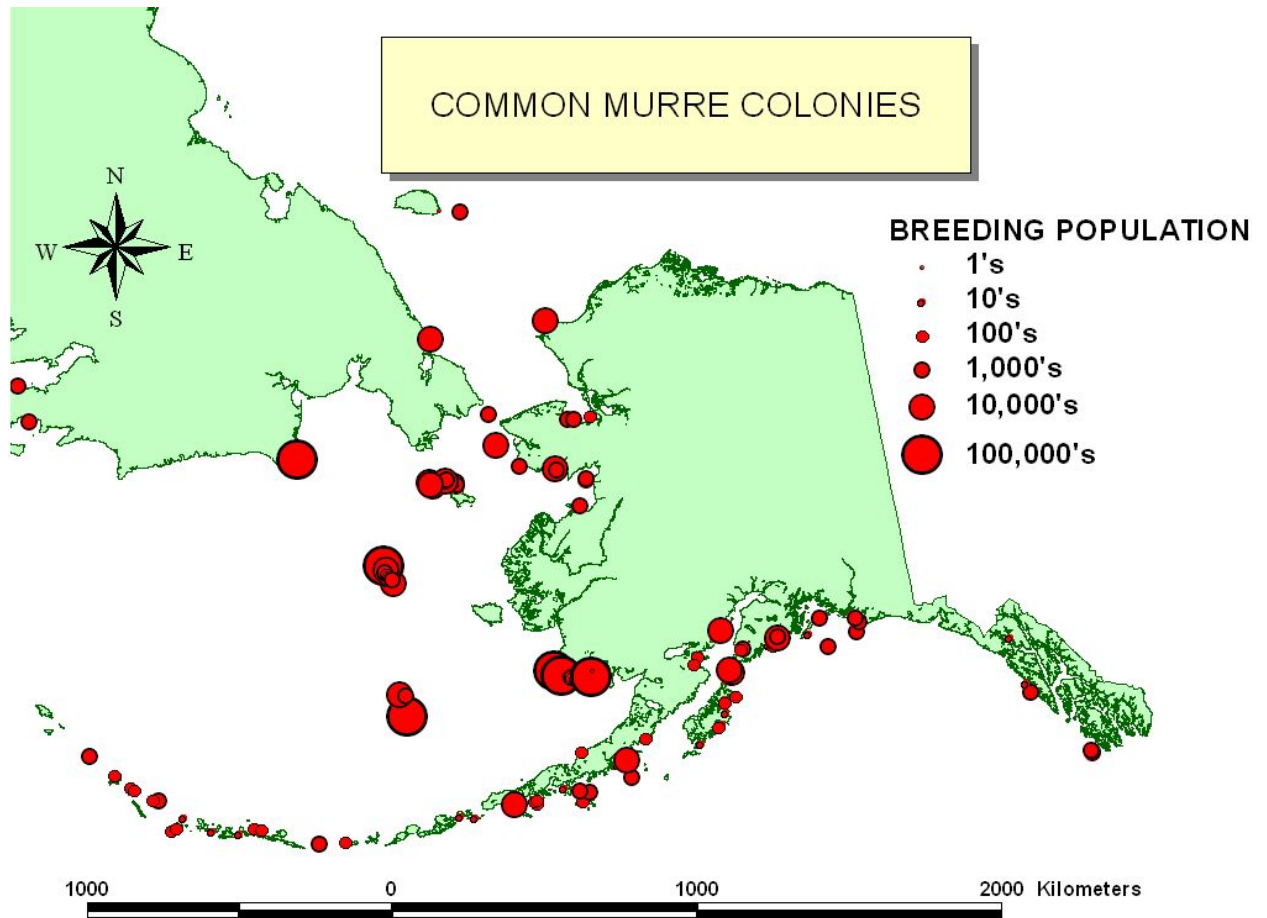 COMMON MURRE COLONIES
N
W E
S
BREEDING POPULATION
1's
10's
100's
1,000's
10,000's
100,000's
1000 0 1000 2000 Kilometers